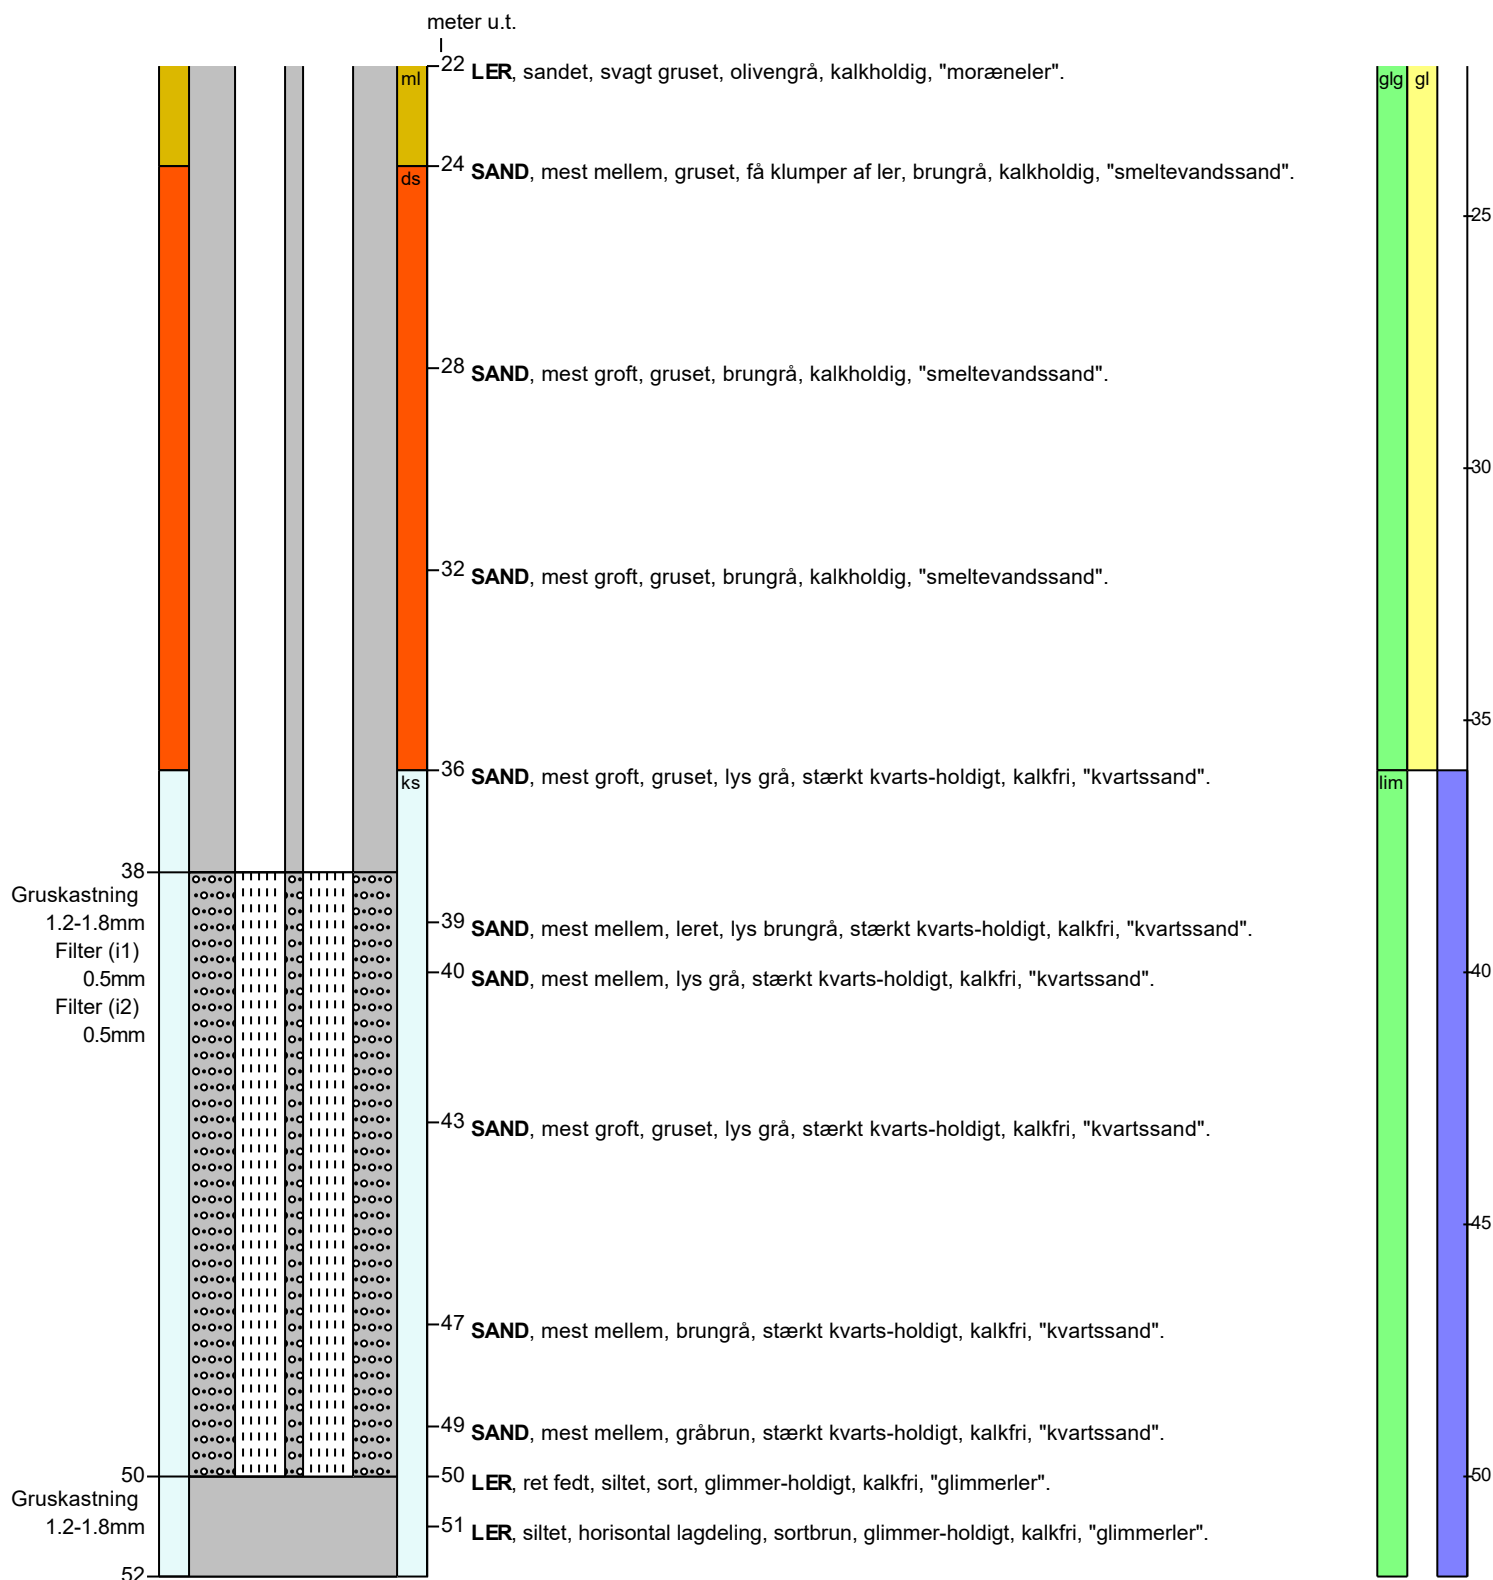 meter u.t.
22 LER, sandet, svagt gruset, olivengrå, kalkholdig, "moræneler".
ml
glg gl
24 SAND, mest mellem, gruset, få klumper af ler, brungrå, kalkholdig, "smeltevandssand".
ds
25
28 SAND, mest groft, gruset, brungrå, kalkholdig, "smeltevandssand".
30
32 SAND, mest groft, gruset, brungrå, kalkholdig, "smeltevandssand".
35
36 SAND, mest groft, gruset, lys grå, stærkt kvarts-holdigt, kalkfri, "kvartssand".
ks
lim
38
Gruskastning
1.2-1.8mm
Filter (i1)
0.5mm
Filter (i2)
0.5mm
39 SAND, mest mellem, leret, lys brungrå, stærkt kvarts-holdigt, kalkfri, "kvartssand".
40 SAND, mest mellem, lys grå, stærkt kvarts-holdigt, kalkfri, "kvartssand".
40
43 SAND, mest groft, gruset, lys grå, stærkt kvarts-holdigt, kalkfri, "kvartssand".
45
47 SAND, mest mellem, brungrå, stærkt kvarts-holdigt, kalkfri, "kvartssand".
49 SAND, mest mellem, gråbrun, stærkt kvarts-holdigt, kalkfri, "kvartssand".
50
50 LER, ret fedt, siltet, sort, glimmer-holdigt, kalkfri, "glimmerler".
50
Gruskastning
1.2-1.8mm
51 LER, siltet, horisontal lagdeling, sortbrun, glimmer-holdigt, kalkfri, "glimmerler".
52